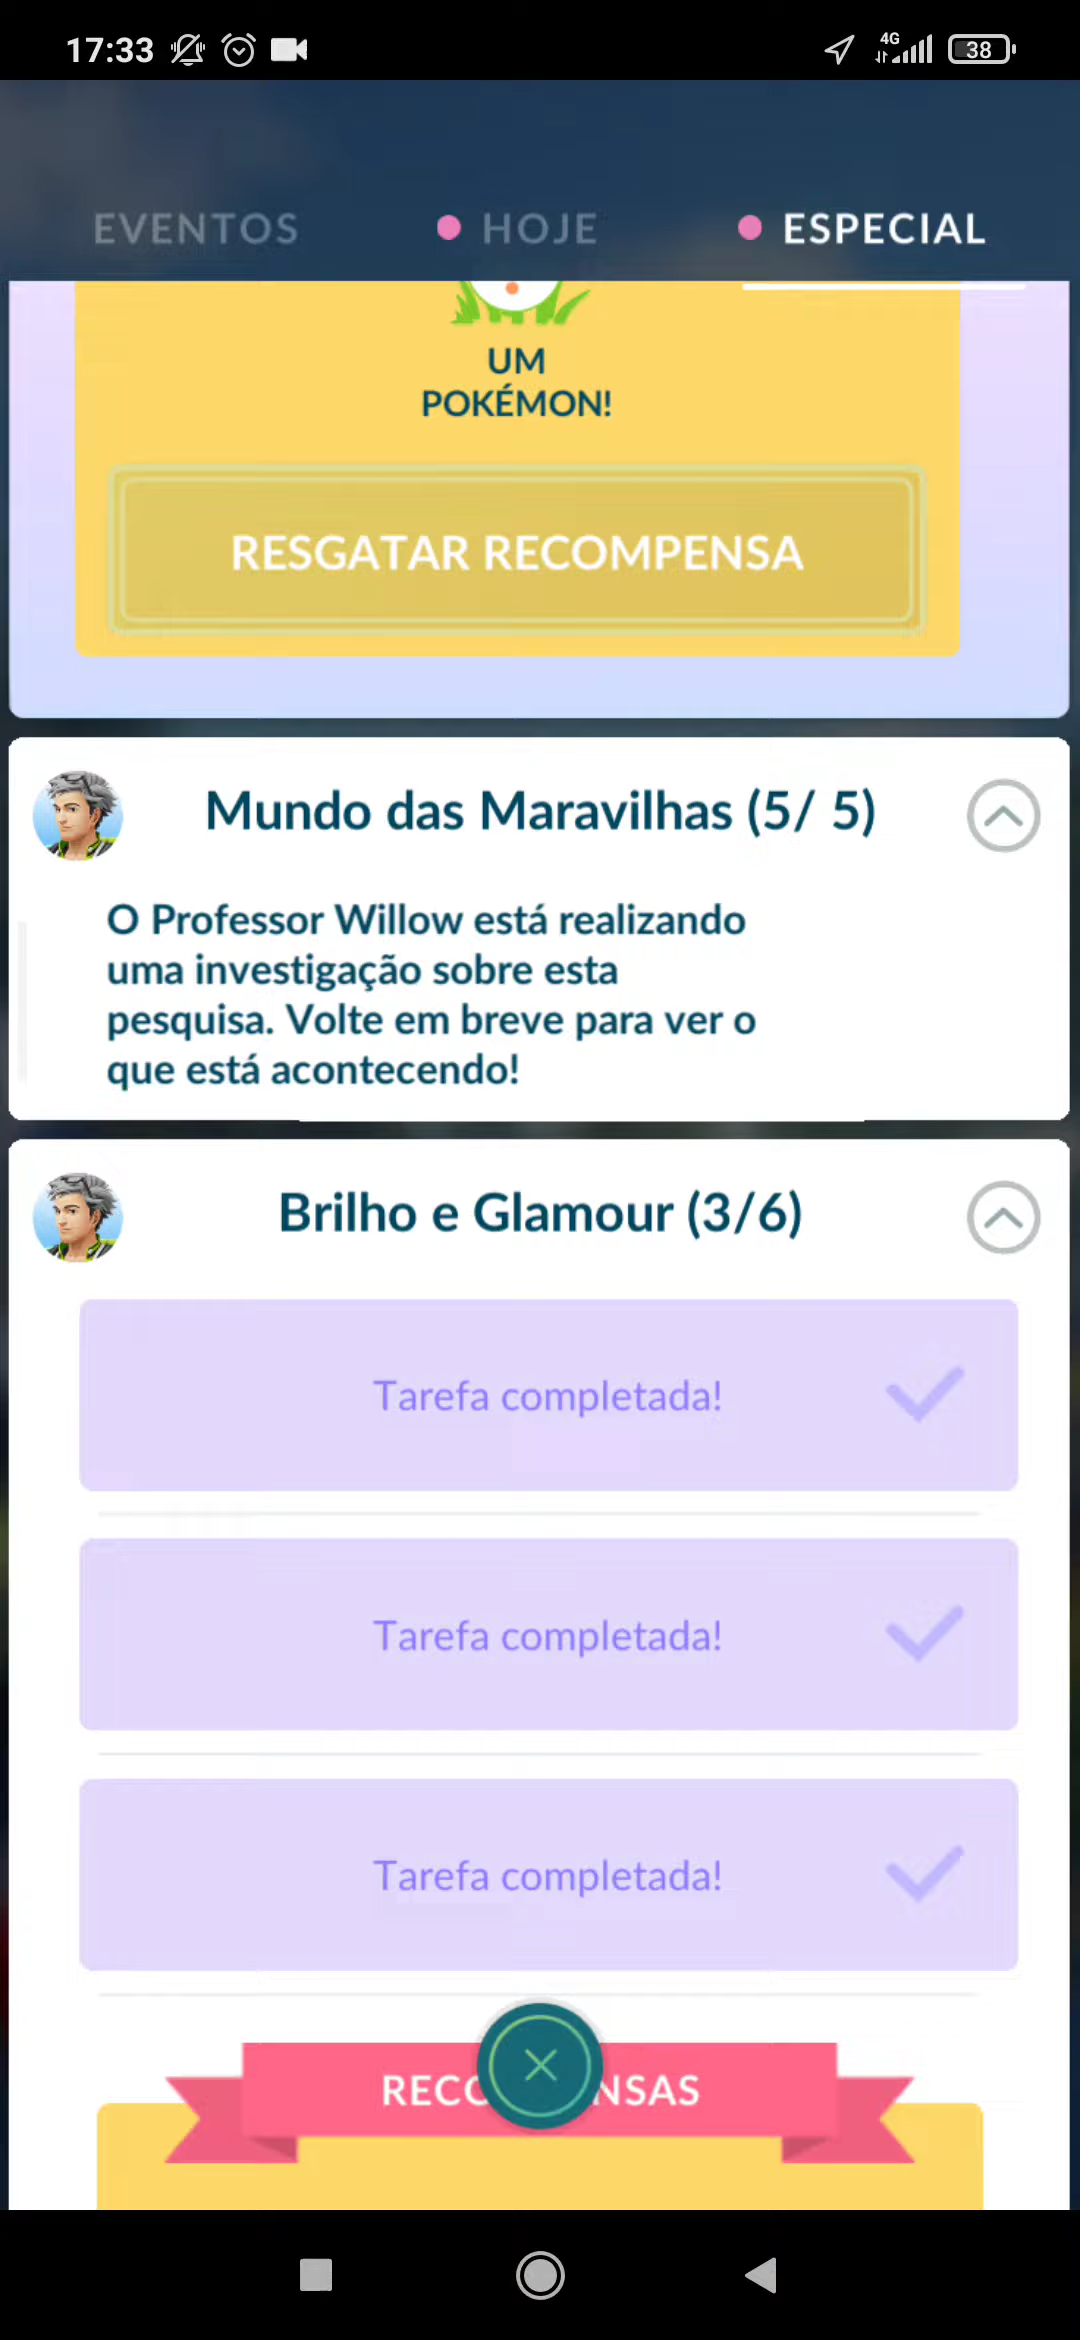 17:33
4G
38
EVENTOS
HOJE
ESPECIAL
UM
POKÉMON!
RESGATAR RECOMPENSA
Mundo das Maravilhas (5/ 5)
O Professor Willow está realizando
uma investigação sobre esta
pesquisa. Volte em breve para ver o
que está acontecendo!
Brilho e Glamour (3/6)
Tarefa completada!
Tarefa completada!
Tarefa completada!